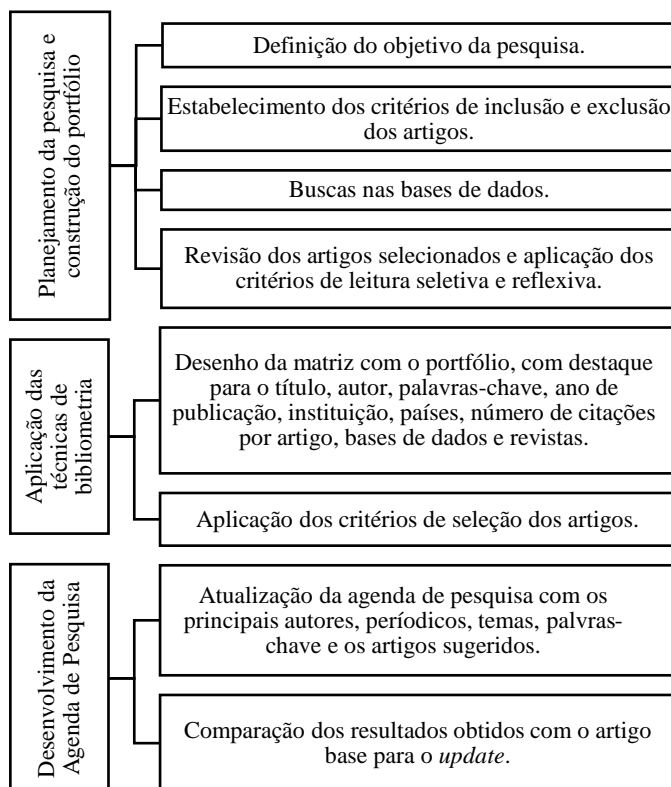 Planejamento da pesquisa e
construção do portfólio
Definição do objetivo da pesquisa.
Estabelecimento dos critérios de inclusão e exclusão
dos artigos.
Buscas nas bases de dados.
Revisão dos artigos selecionados e aplicação dos
critérios de leitura seletiva e reflexiva.
Aplicação das
técnicas de
bibliometria
Desenho da matriz com o portfólio, com destaque
para o título, autor, palavras-chave, ano de
publicação, instituição, países, número de citações
por artigo, bases de dados e revistas.
Aplicação dos critérios de seleção dos artigos.
Desenvolvimento da
Agenda de Pesquisa
Atualização da agenda de pesquisa com os
principais autores, períodicos, temas, palvras-
chave e os artigos sugeridos.
Comparação dos resultados obtidos com o artigo
base para o update.